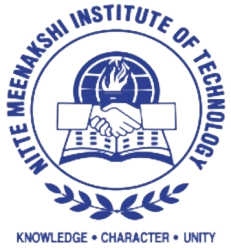 NITTE MEENAKSHI INSTITUTE OF TECHNOLOGY
KNOWLEDGE • CHARACTER • UNITY